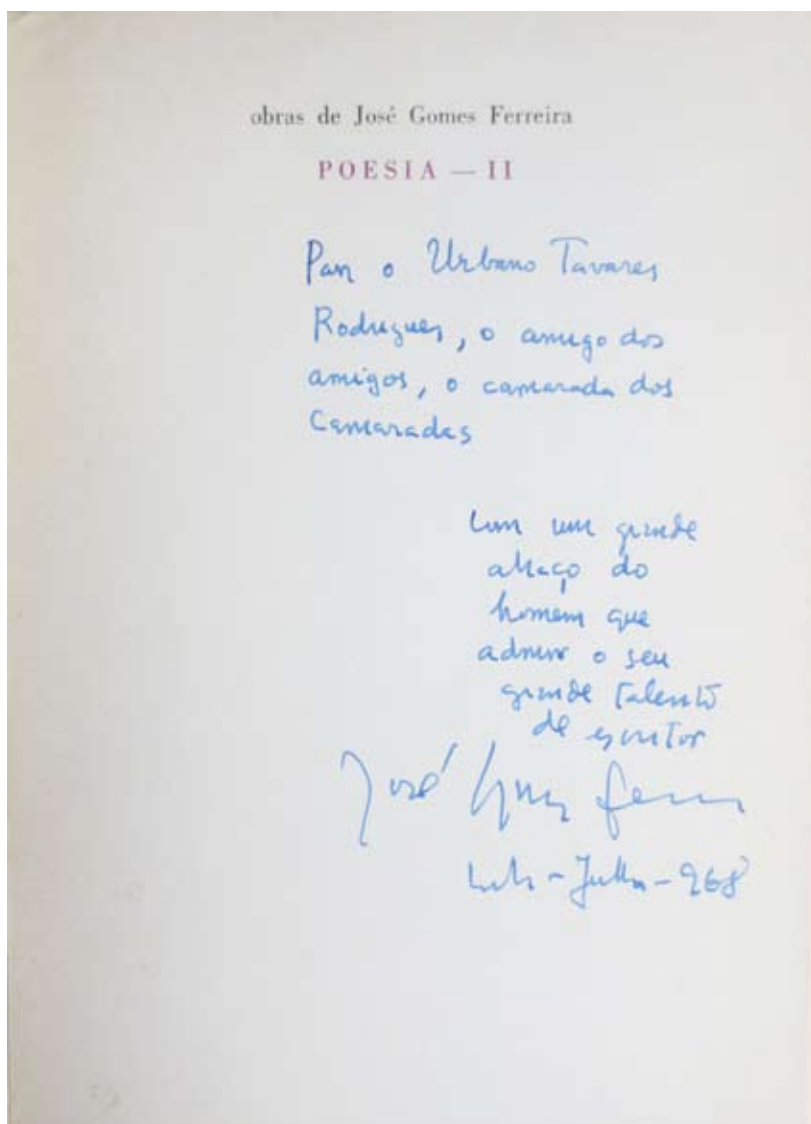 obras de José Gomes Ferreira
POESIA — II
Para o Urbano Tavares
Rodrigues, o amigo dos
amigos, o camarada dos
Camaradas
Com um grande
abraço do
homem que
admira o seu
grande talento
de escritor
José Gomes Ferreira
Julho - 968